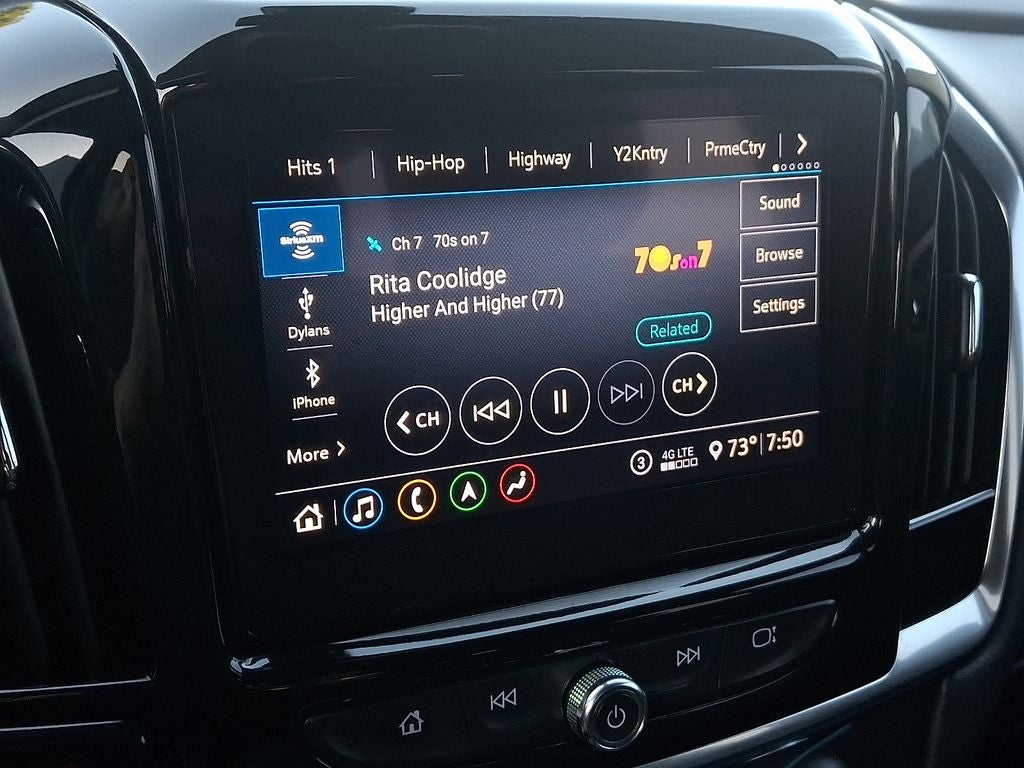 Hits 1
Hip-Hop
Highway
Y2Kntry
PrmeCtry
SiriusXM
Ch 7 70s on 7
Rita Coolidge
Higher And Higher (77)
70s on 7
Related
Sound
Browse
Settings
Dylans
iPhone
More
CH
CH
3
4G LTE
73°
7:50